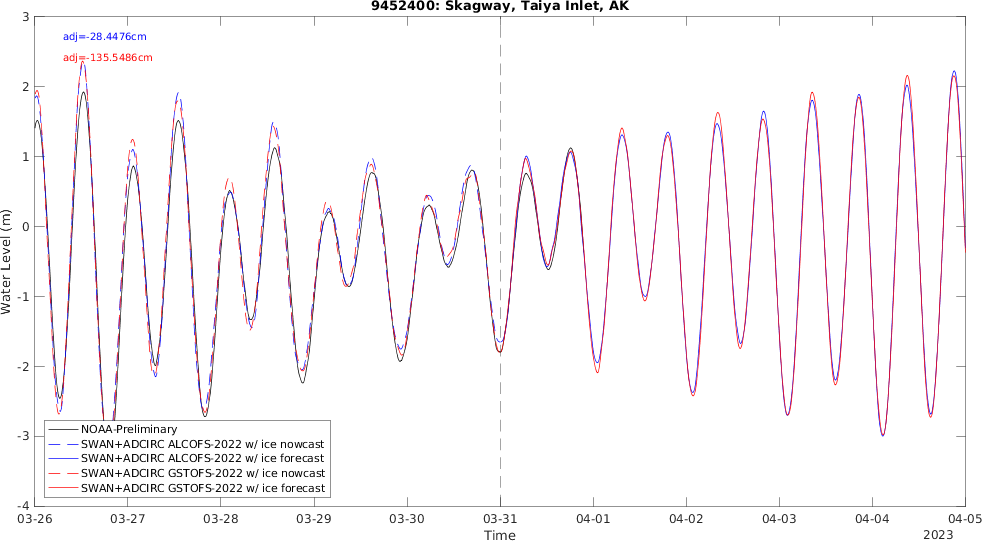 9452400: Skagway, Taiya Inlet, AK
adj=-28.4476cm
adj=-135.5486cm
3
2
1
0
-1
-2
-3
-4
Water Level (m)
NOAA-Preliminary
SWAN+ADCIRC ALCOFS-2022 w/ ice nowcast
SWAN+ADCIRC ALCOFS-2022 w/ ice forecast
SWAN+ADCIRC GSTOFS-2022 w/ ice nowcast
SWAN+ADCIRC GSTOFS-2022 w/ ice forecast
03-26 03-27 03-28 03-29 03-30 03-31 04-01 04-02 04-03 04-04 04-05
Time
2023